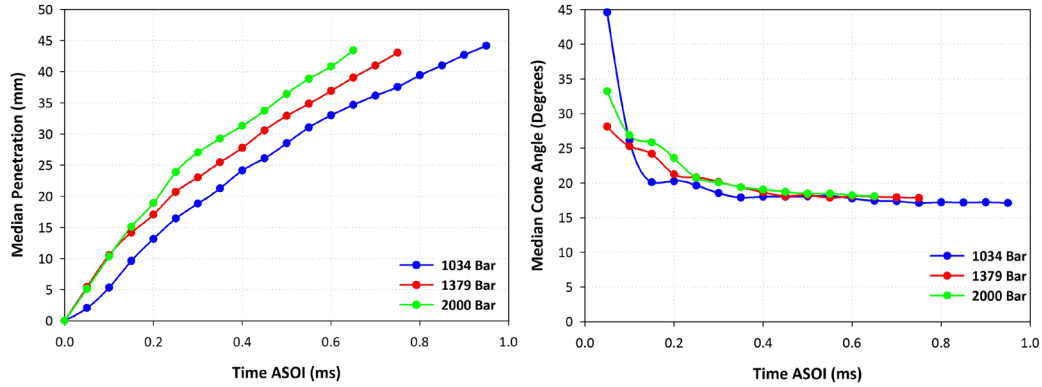 50
45
40
35
30
25
20
15
10
5
0
Median Penetration (mm)
1034 Bar
1379 Bar
2000 Bar
0.0 0.2 0.4 0.6 0.8 1.0
Time ASOI (ms)
45
40
35
30
25
20
15
10
5
0
Median Cone Angle (Degrees)
1034 Bar
1379 Bar
2000 Bar
0.0 0.2 0.4 0.6 0.8 1.0
Time ASOI (ms)